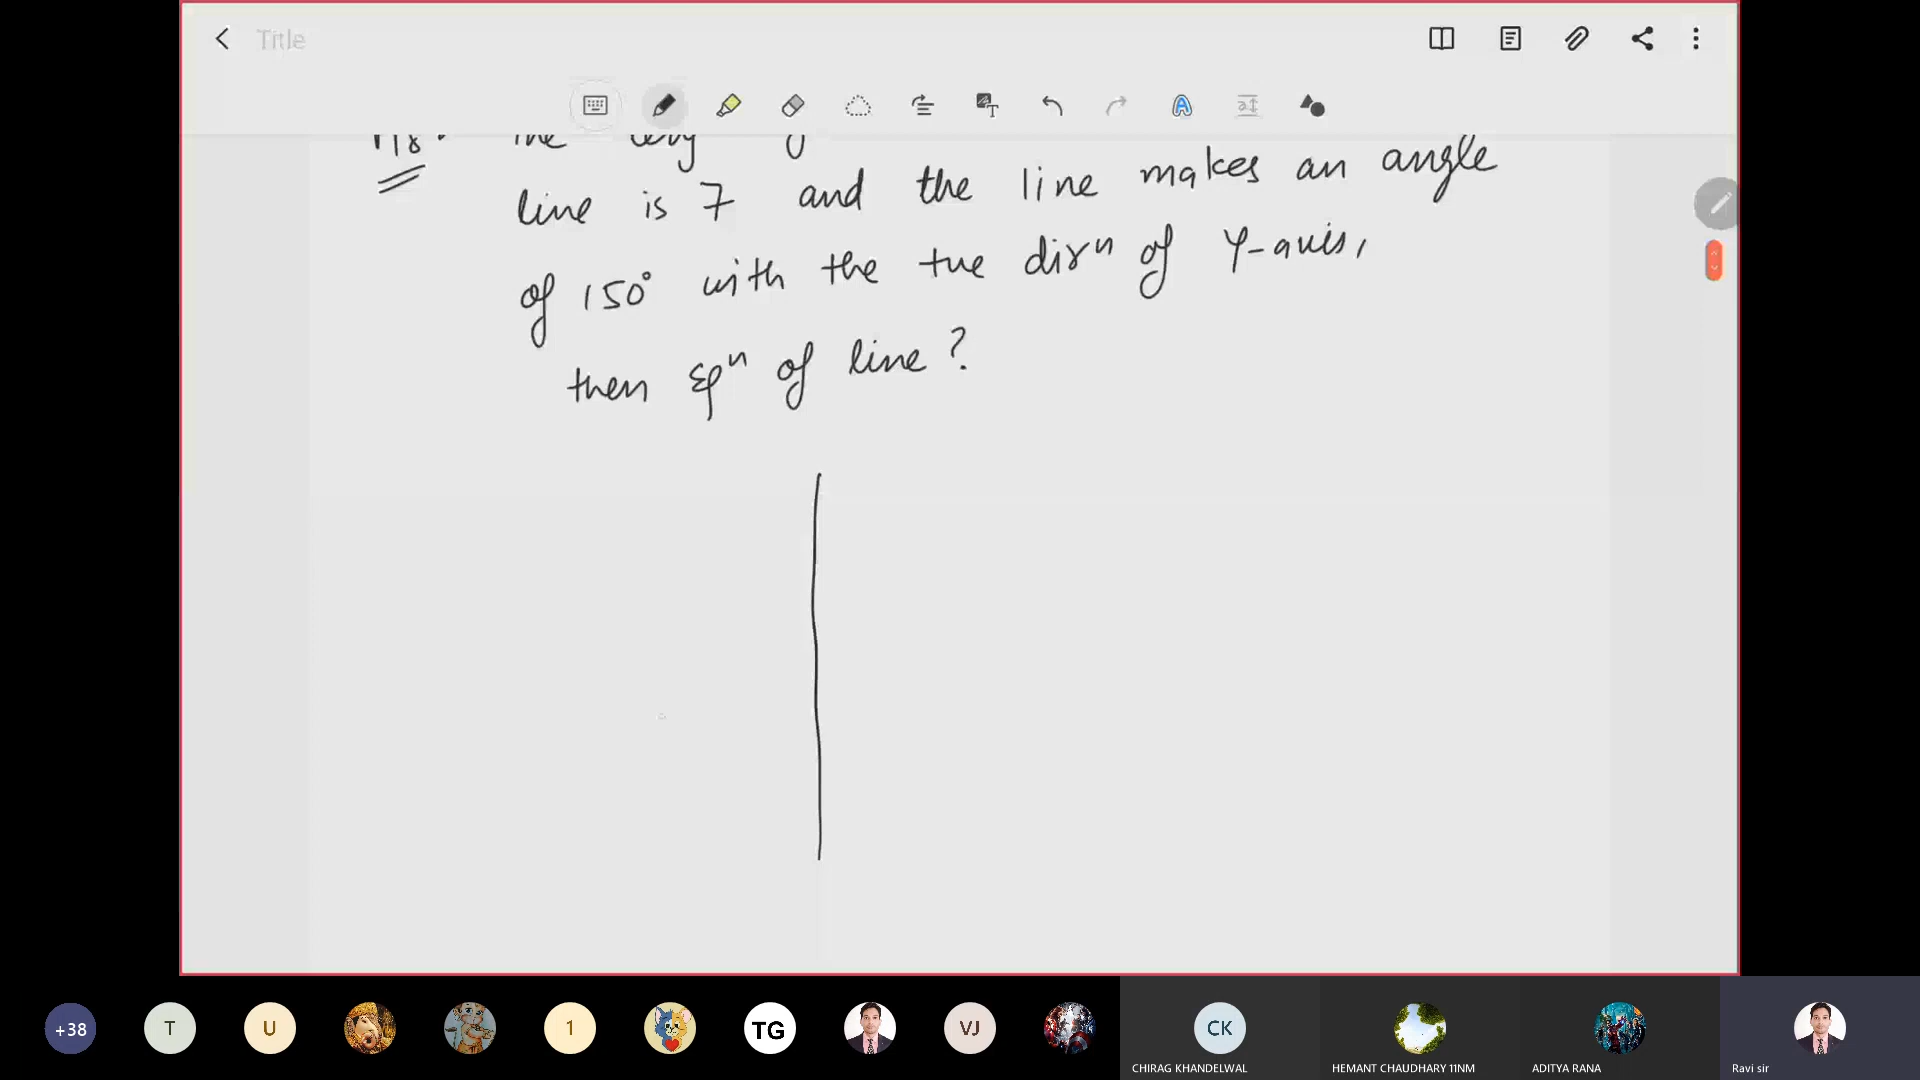 Title
line is 7 and the line makes an angle
of 150° with the +ve dirⁿ of Y-axis,
then Eqⁿ of line?
+38
T
U
1
TG
VJ
CK
CHIRAG KHANDELWAL
HEMANT CHAUDHARY 11NM
ADITYA RANA
Ravi sir